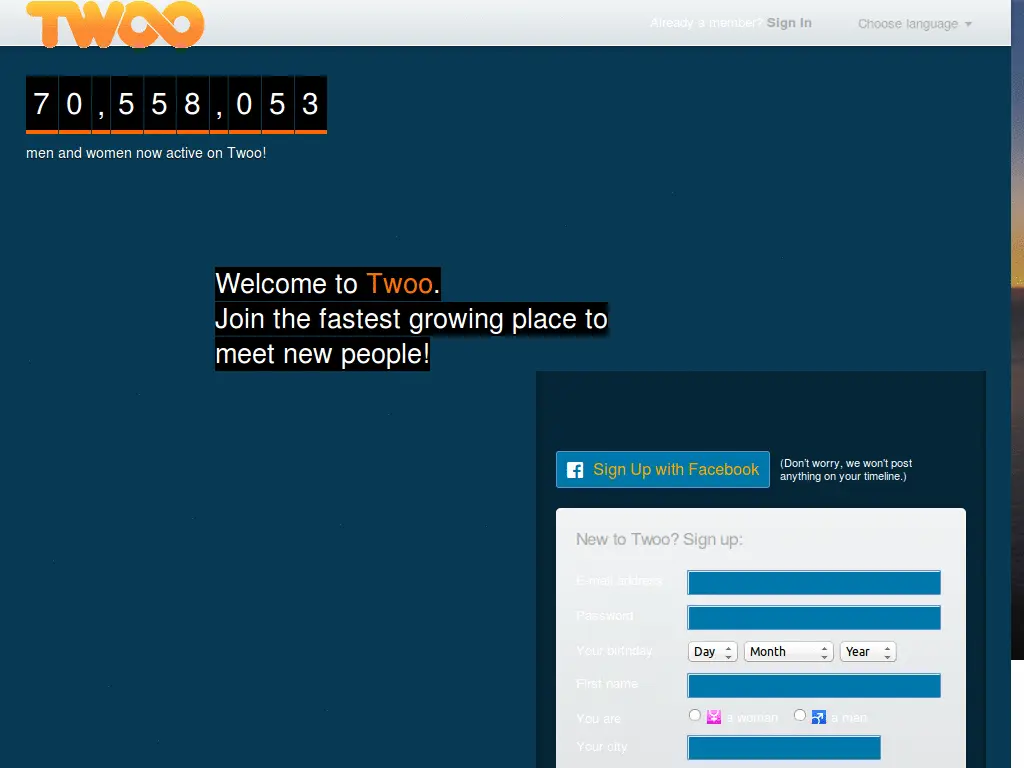 TWOO
Already a member? Sign In
Choose language
70,558,053
men and women now active on Twoo!
Welcome to Twoo.
Join the fastest growing place to
meet new people!
Sign Up with Facebook
(Don't worry, we won't post
anything on your timeline.)
New to Twoo? Sign up:
E-mail address
Password
Your birthday
Day
Month
Year
First name
You are
a woman
a man
Your city